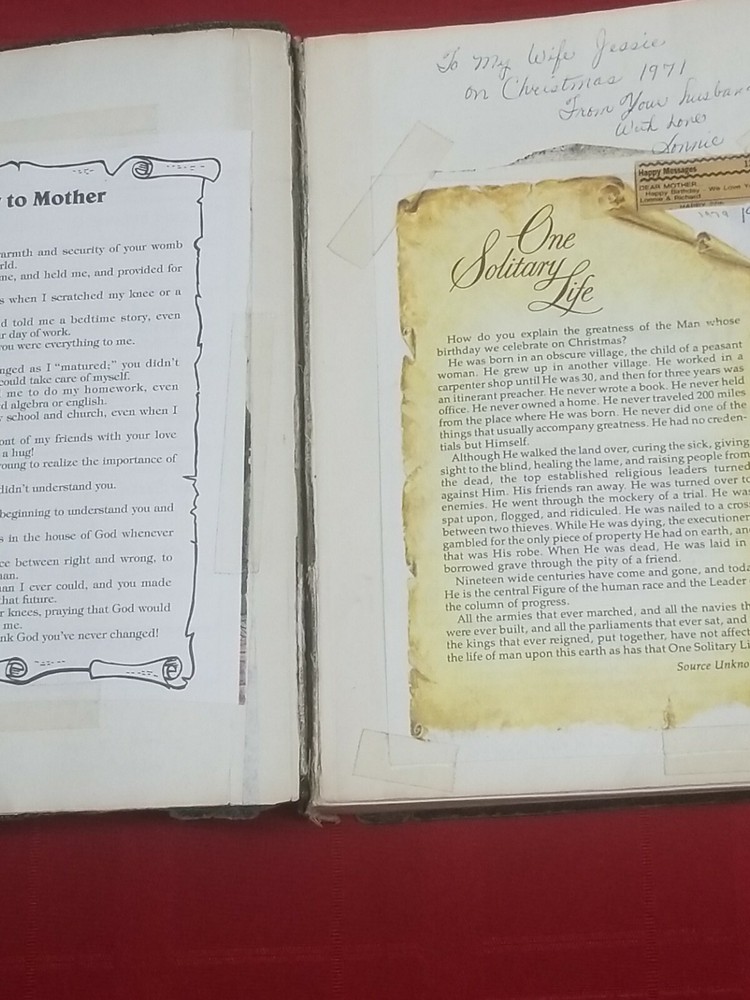 to Mother
armth and security of your womb
rld.
me, and held me, and provided for
s when I scratched my knee or a
d told me a bedtime story, even
r day of work.
you were everything to me.
nged as I “matured;” you didn't
could take care of myself.
me to do my homework, even
d algebra or english.
school and church, even when I
ont of my friends with your love
a hug!
young to realize the importance of
didn't understand you.
beginning to understand you and
s in the house of God whenever
ce between right and wrong, to
an.
an I ever could, and you made
hat future.
r knees, praying that God would
me.
nk God you've never changed!
To My Wife Jessie
on Christmas 1971
From Your husban
With Love
Lonnie
Happy Messages
DEAR MOTHER
Happy Birthday We Love
Lonnie & Richard
1979
One
Solitary
Life
How do you explain the greatness of the Man whose
birthday we celebrate on Christmas?
He was born in an obscure village, the child of a peasant
woman. He grew up in another village. He worked in a
carpenter shop until He was 30, and then for three years was
an itinerant preacher. He never wrote a book. He never held
office. He never owned a home. He never traveled 200 miles
from the place where He was born. He never did one of the
things that usually accompany greatness. He had no creden-
tials but Himself.
Although He walked the land over, curing the sick, giving
sight to the blind, healing the lame, and raising people from
the dead, the top established religious leaders turned
against Him. His friends ran away. He was turned over to
enemies. He went through the mockery of a trial. He was
spat upon, flogged, and ridiculed. He was nailed to a cross
between two thieves. While He was dying, the executioner
gambled for the only piece of property He had on earth, an
that was His robe. When He was dead, He was laid in
borrowed grave through the pity of a friend.
Nineteen wide centuries have come and gone, and toda
He is the central Figure of the human race and the Leader
the column of progress.
All the armies that ever marched, and all the navies th
were ever built, and all the parliaments that ever sat, and
the kings that ever reigned, put together, have not affect
the life of man upon this earth as has that One Solitary Li
Source Unkno